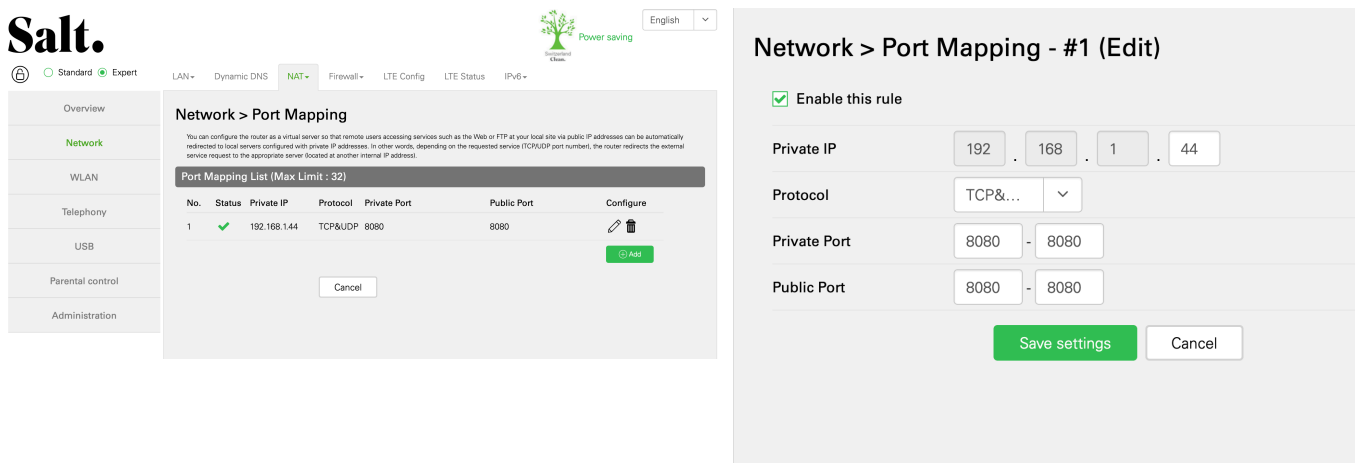 Salt.
Switzerland
Clean.
Power saving
English
Standard Expert
LAN Dynamic DNS NAT Firewall LTE Config LTE Status IPv6
Overview
Network
WLAN
Telephony
USB
Parental control
Administration
Network > Port Mapping
You can configure the router as a virtual server so that remote users accessing services such as the Web or FTP at your local site via public IP addresses can be automatically
redirected to local servers configured with private IP addresses. In other words, depending on the requested service (TCP/UDP port number), the router redirects the external
service request to the appropriate server (located at another internal IP address).
Port Mapping List (Max Limit : 32)
No. Status Private IP Protocol Private Port Public Port Configure
1 192.168.1.44 TCP&UDP 8080 8080
Add
Cancel
Network > Port Mapping - #1 (Edit)
Enable this rule
Private IP 192 . 168 . 1 . 44
Protocol TCP&...
Private Port 8080 - 8080
Public Port 8080 - 8080
Save settings Cancel